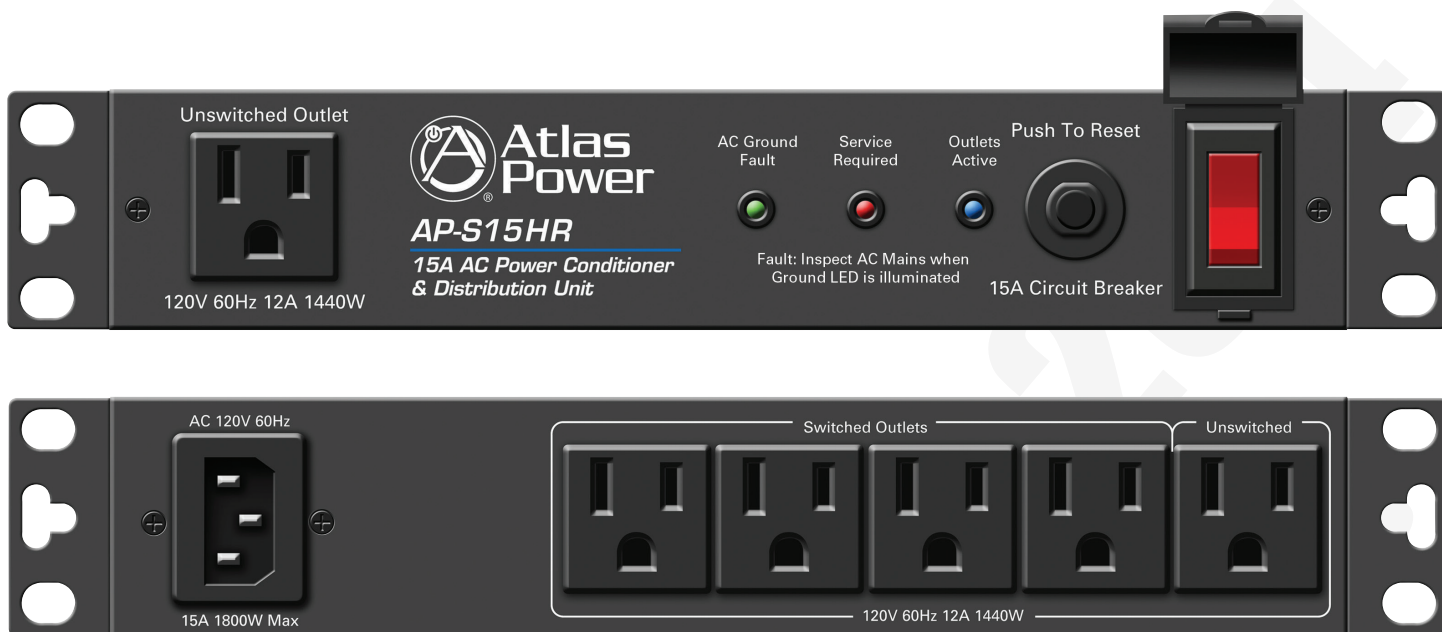 Unswitched Outlet
120V 60Hz 12A 1440W
Atlas
Power
®
AP-S15HR
15A AC Power Conditioner
& Distribution Unit
AC Ground
Fault
Service
Required
Outlets
Active
Fault: Inspect AC Mains when
Ground LED is illuminated
Push To Reset
15A Circuit Breaker
AC 120V 60Hz
15A 1800W Max
Switched Outlets
Unswitched
120V 60Hz 12A 1440W